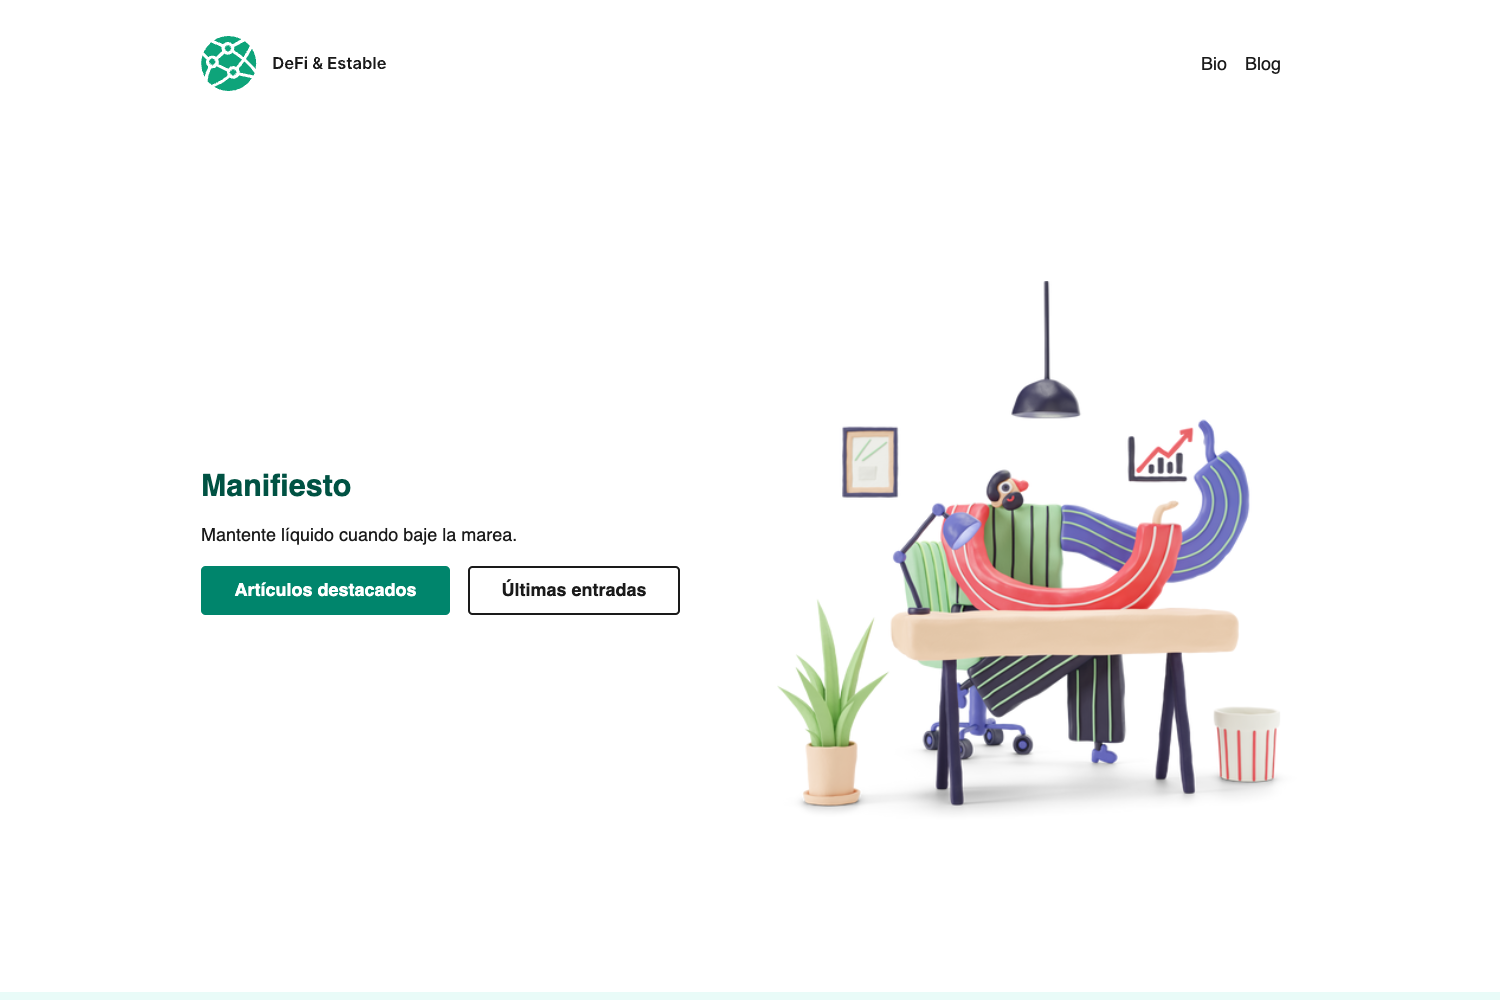 DeFi & Estable
Bio Blog
Manifiesto
Mantente líquido cuando baje la marea.
Artículos destacados
Últimas entradas